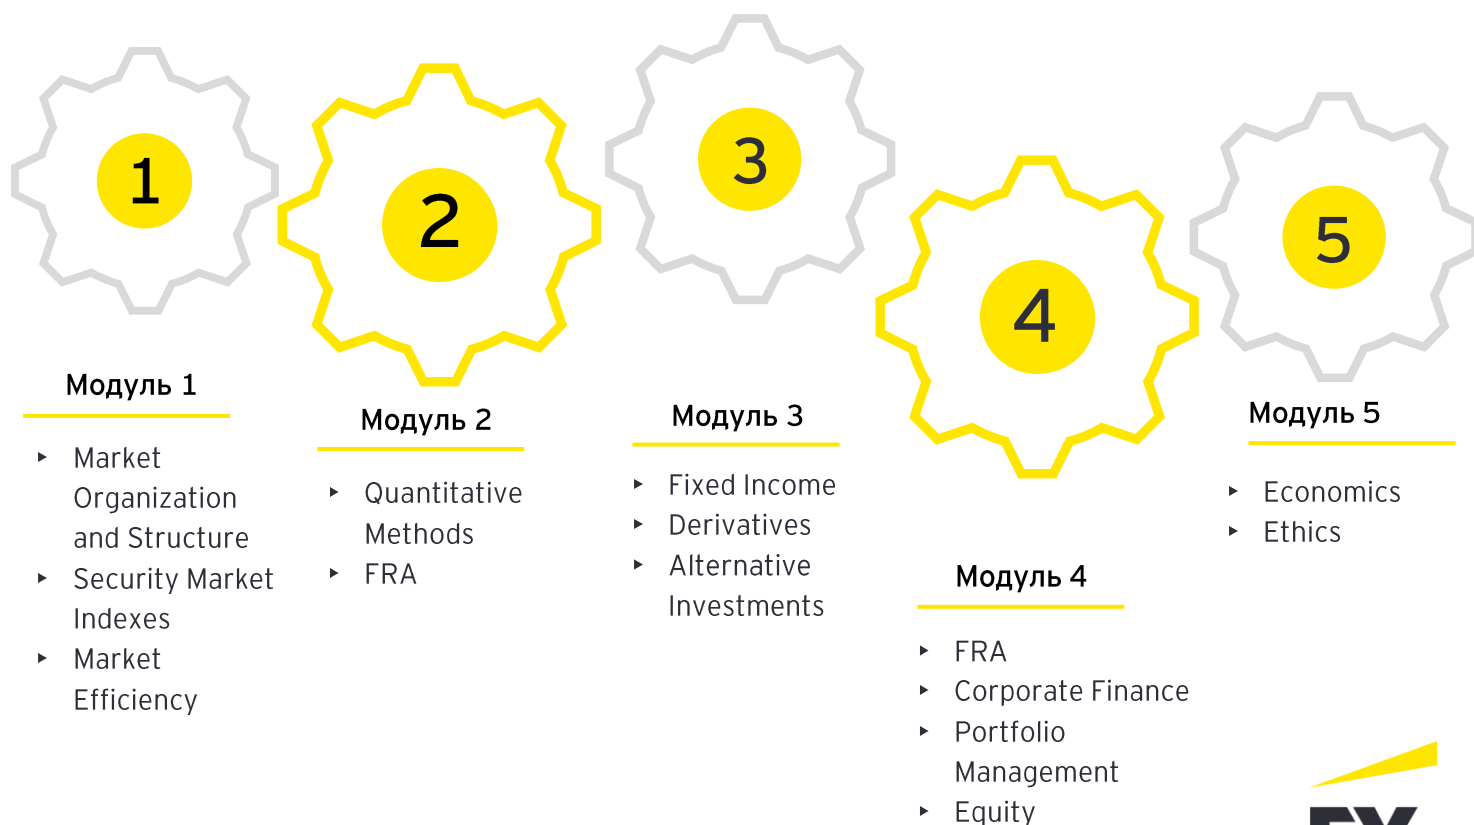 1
2
3
4
5
Модуль 1
Market
Organization
and Structure
Security Market
Indexes
Market
Efficiency
Модуль 2
Quantitative
Methods
FRA
Модуль 3
Fixed Income
Derivatives
Alternative
Investments
Модуль 4
FRA
Corporate Finance
Portfolio
Management
Equity
Модуль 5
Economics
Ethics
EY